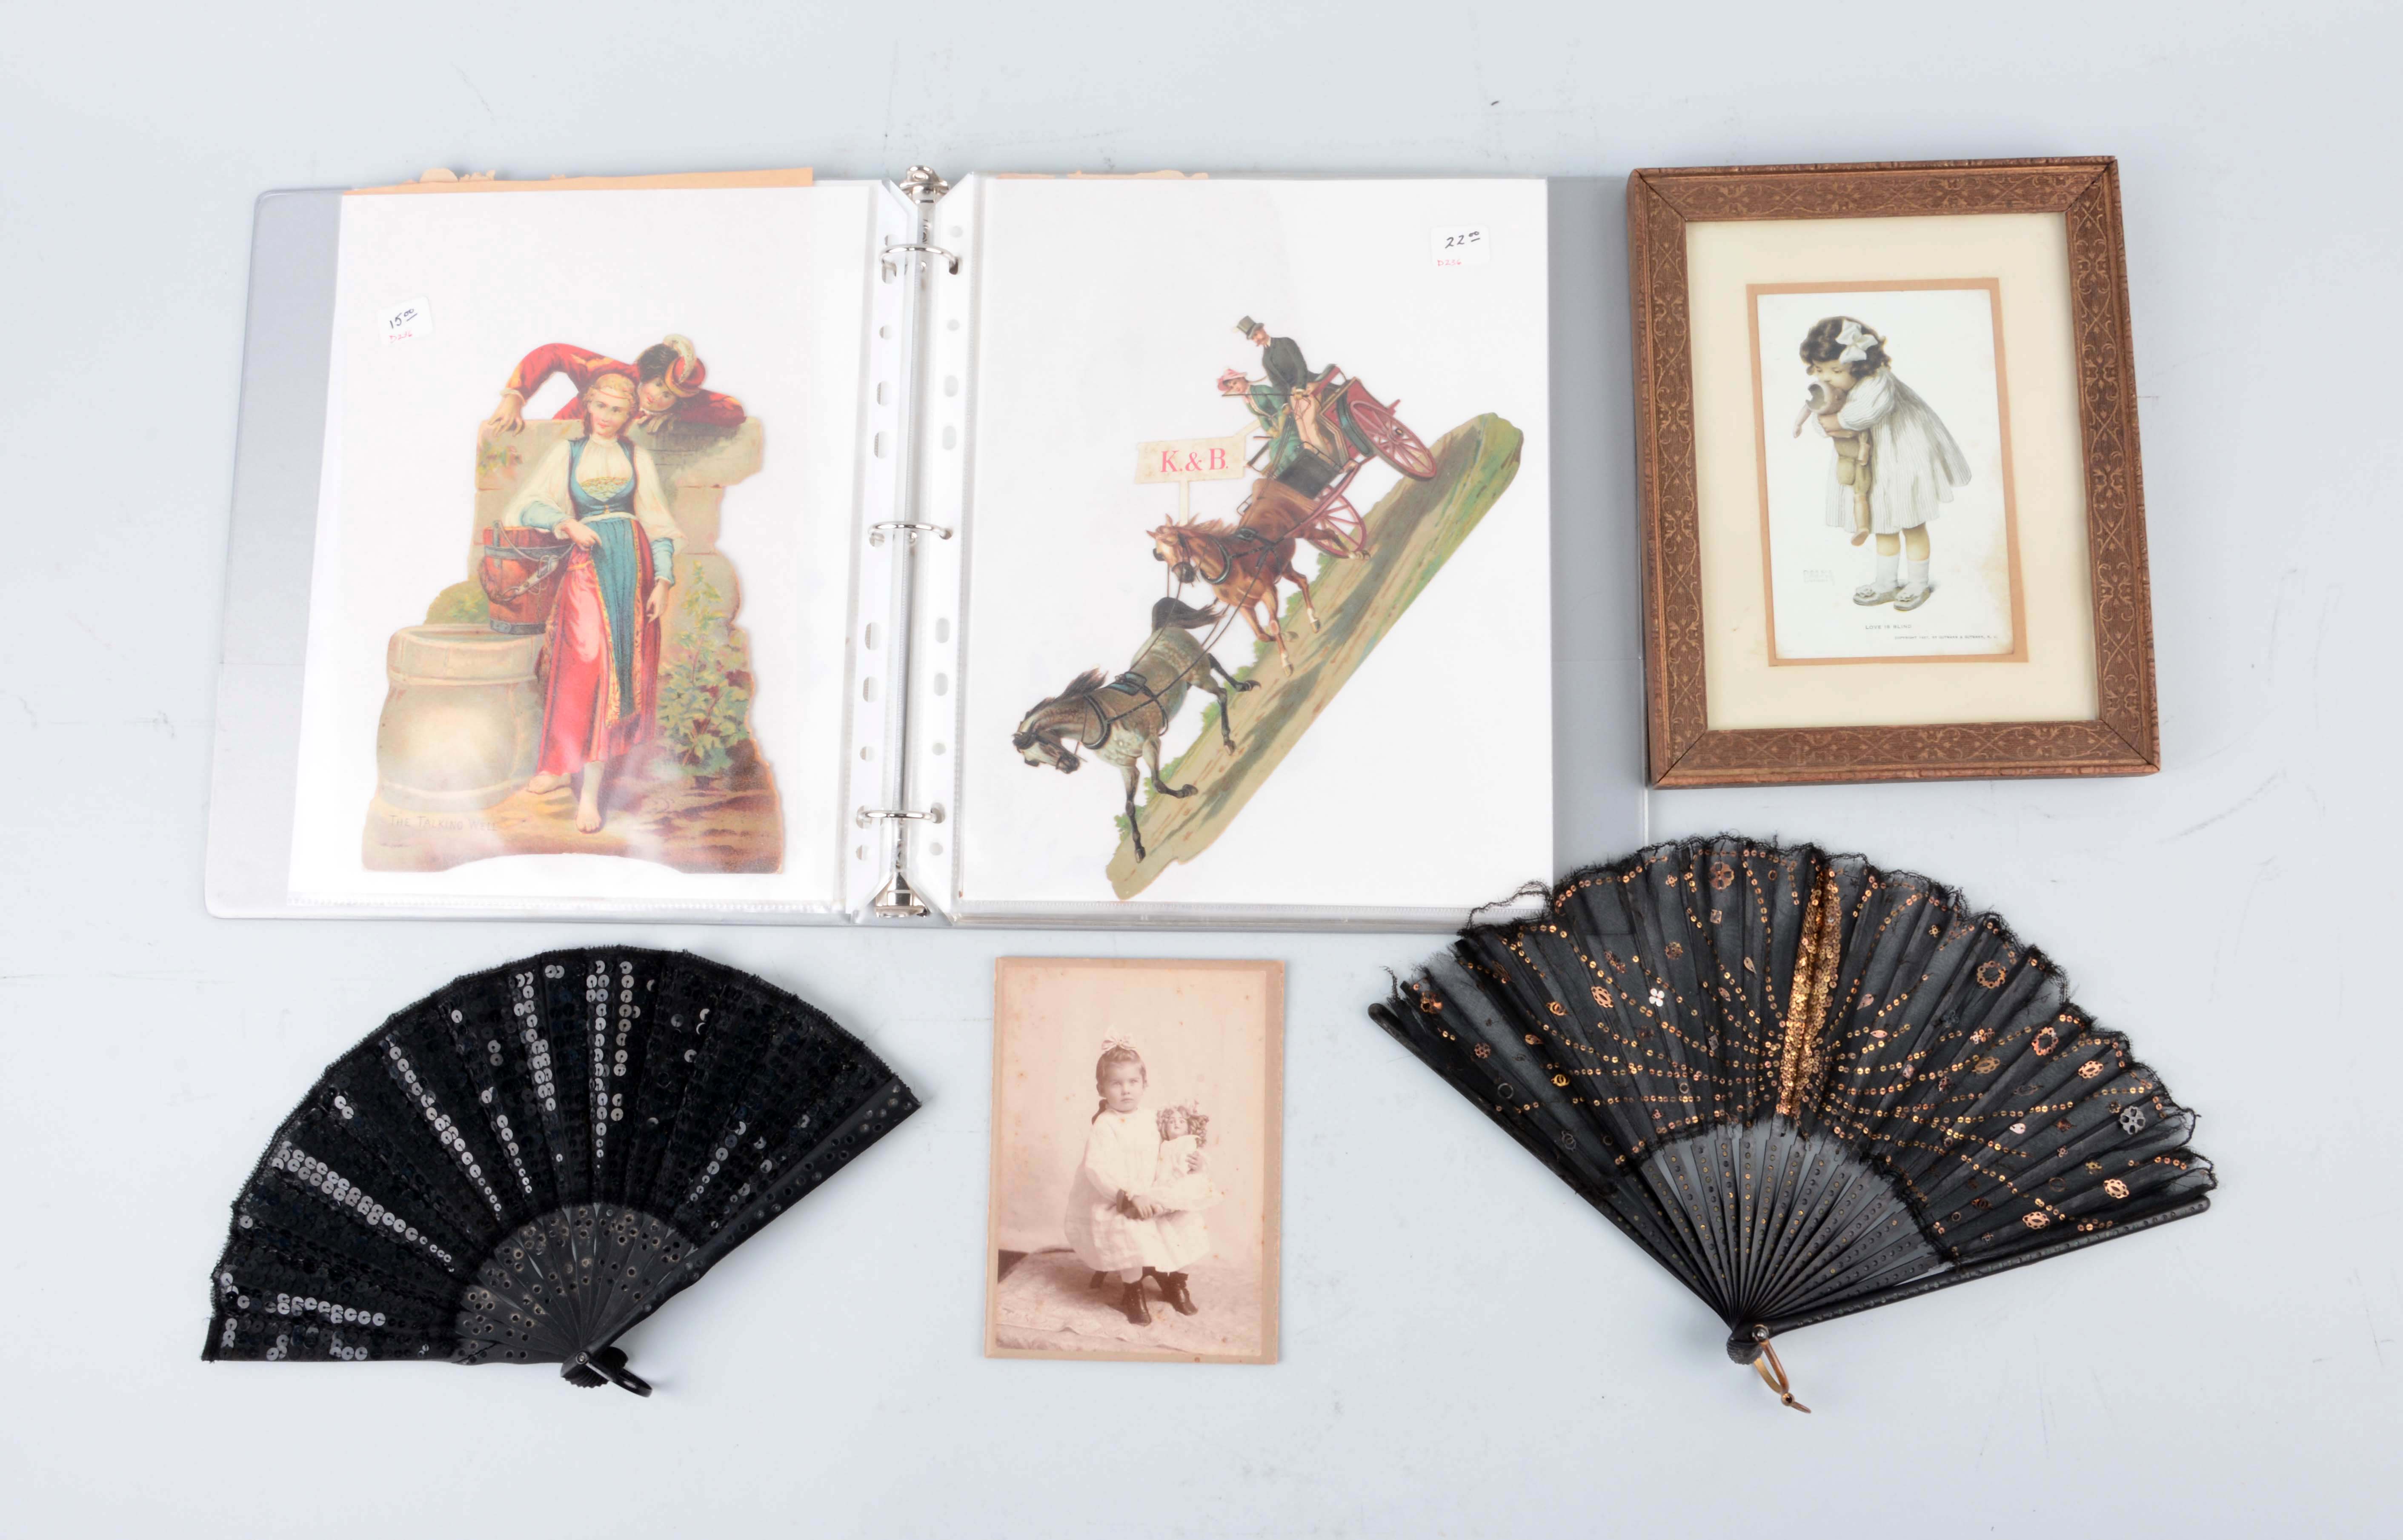 15.00
D256
THE TALKING WELL
22.00
D256
K.&B.
LOVE IS BLIND